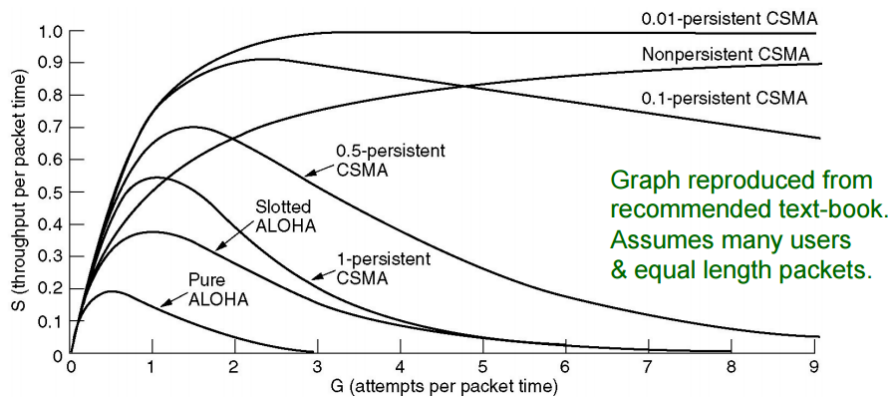 0.01-persistent CSMA
Nonpersistent CSMA
0.1-persistent CSMA
0.5-persistent
CSMA
Slotted
ALOHA
1-persistent
CSMA
Pure
ALOHA
Graph reproduced from
recommended text-book.
Assumes many users
& equal length packets.
S (throughput per packet time)
1.0
0.9
0.8
0.7
0.6
0.5
0.4
0.3
0.2
0.1
0
0 1 2 3 4 5 6 7 8 9
G (attempts per packet time)